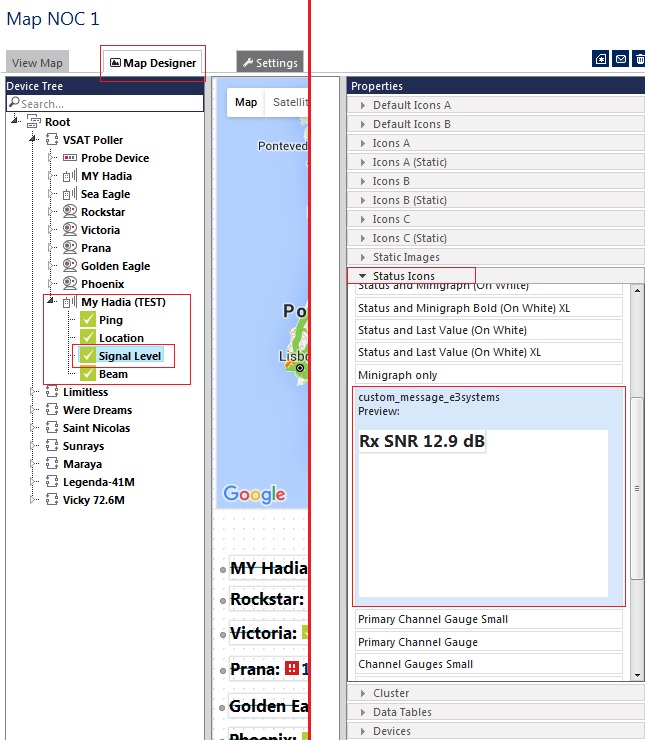 Map NOC 1
View Map
Map Designer
Settings
Device Tree
Search...
Root
VSAT Poller
Probe Device
MY Hadia
Sea Eagle
Rockstar
Victoria
Prana
Golden Eagle
Phoenix
My Hadia (TEST)
Ping
Location
Signal Level
Beam
Limitless
Were Dreams
Saint Nicolas
Sunrays
Maraya
Legenda-41M
Vicky 72.6M
Map
Satellit
Ponteved
Po
Lisbo
Google
MY Hadia
Rockstar:
Victoria:
Prana: 1
Golden Ea
Phoenix:
Properties
Default Icons A
Default Icons B
Icons A
Icons A (Static)
Icons B
Icons B (Static)
Icons C
Icons C (Static)
Static Images
Status Icons
Status and Minigraph (On White)
Status and Minigraph Bold (On White) XL
Status and Last Value (On White)
Status and Last Value (On White) XL
Minigraph only
custom_message_e3systems
Preview:
Rx SNR 12.9 dB
Primary Channel Gauge Small
Primary Channel Gauge
Channel Gauges Small
Cluster
Data Tables
Devices